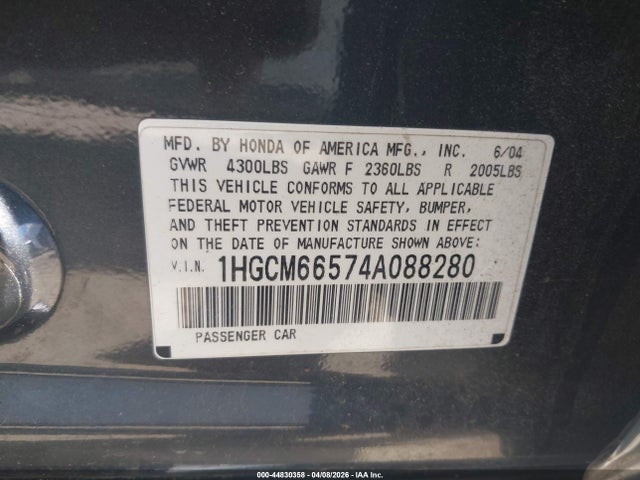 MFD. BY HONDA OF AMERICA MFG., INC. 6/04
GVWR 4300LBS GAWR F 2360LBS R 2005LBS
THIS VEHICLE CONFORMS TO ALL APPLICABLE
FEDERAL MOTOR VEHICLE SAFETY, BUMPER,
AND THEFT PREVENTION STANDARDS IN EFFECT
ON THE DATE OF MANUFACTURE SHOWN ABOVE:
V.I.N. 1HGCM66574A088280
PASSENGER CAR
000-44830358 | 04/08/2026 | IAA Inc.